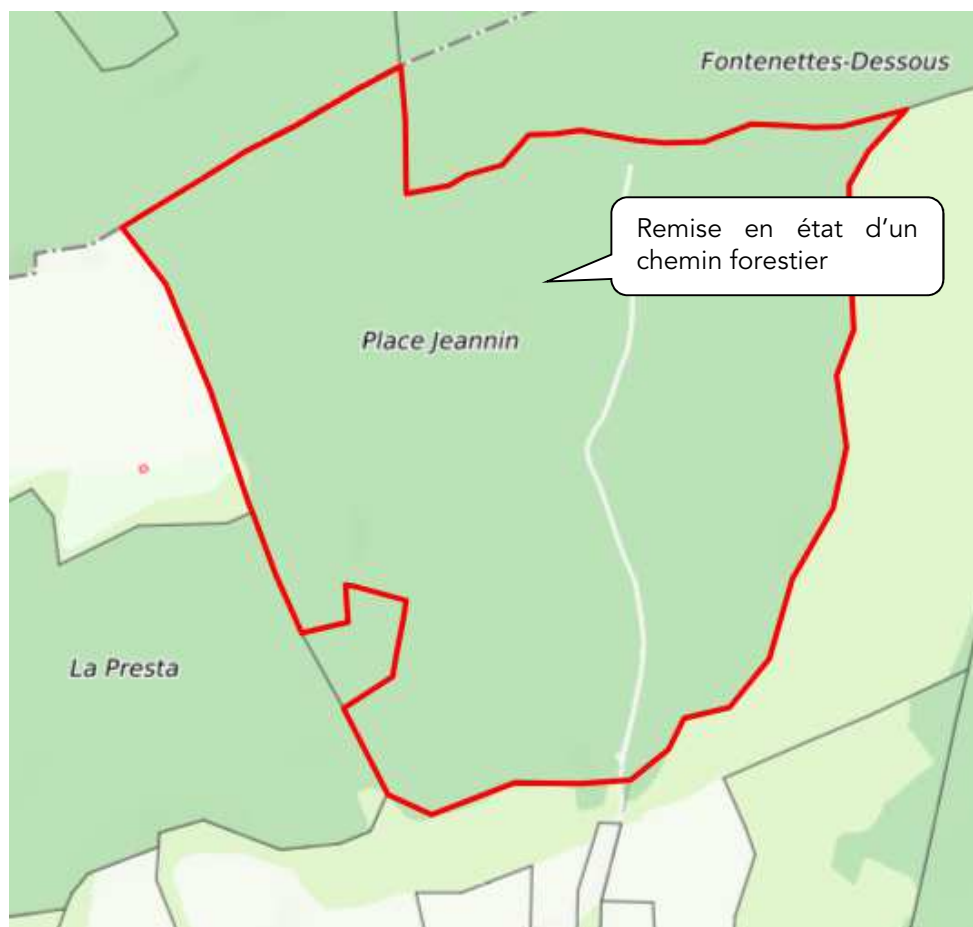 Fontenettes-Dessous
Remise en état d'un
chemin forestier
Place Jeannin
La Presta